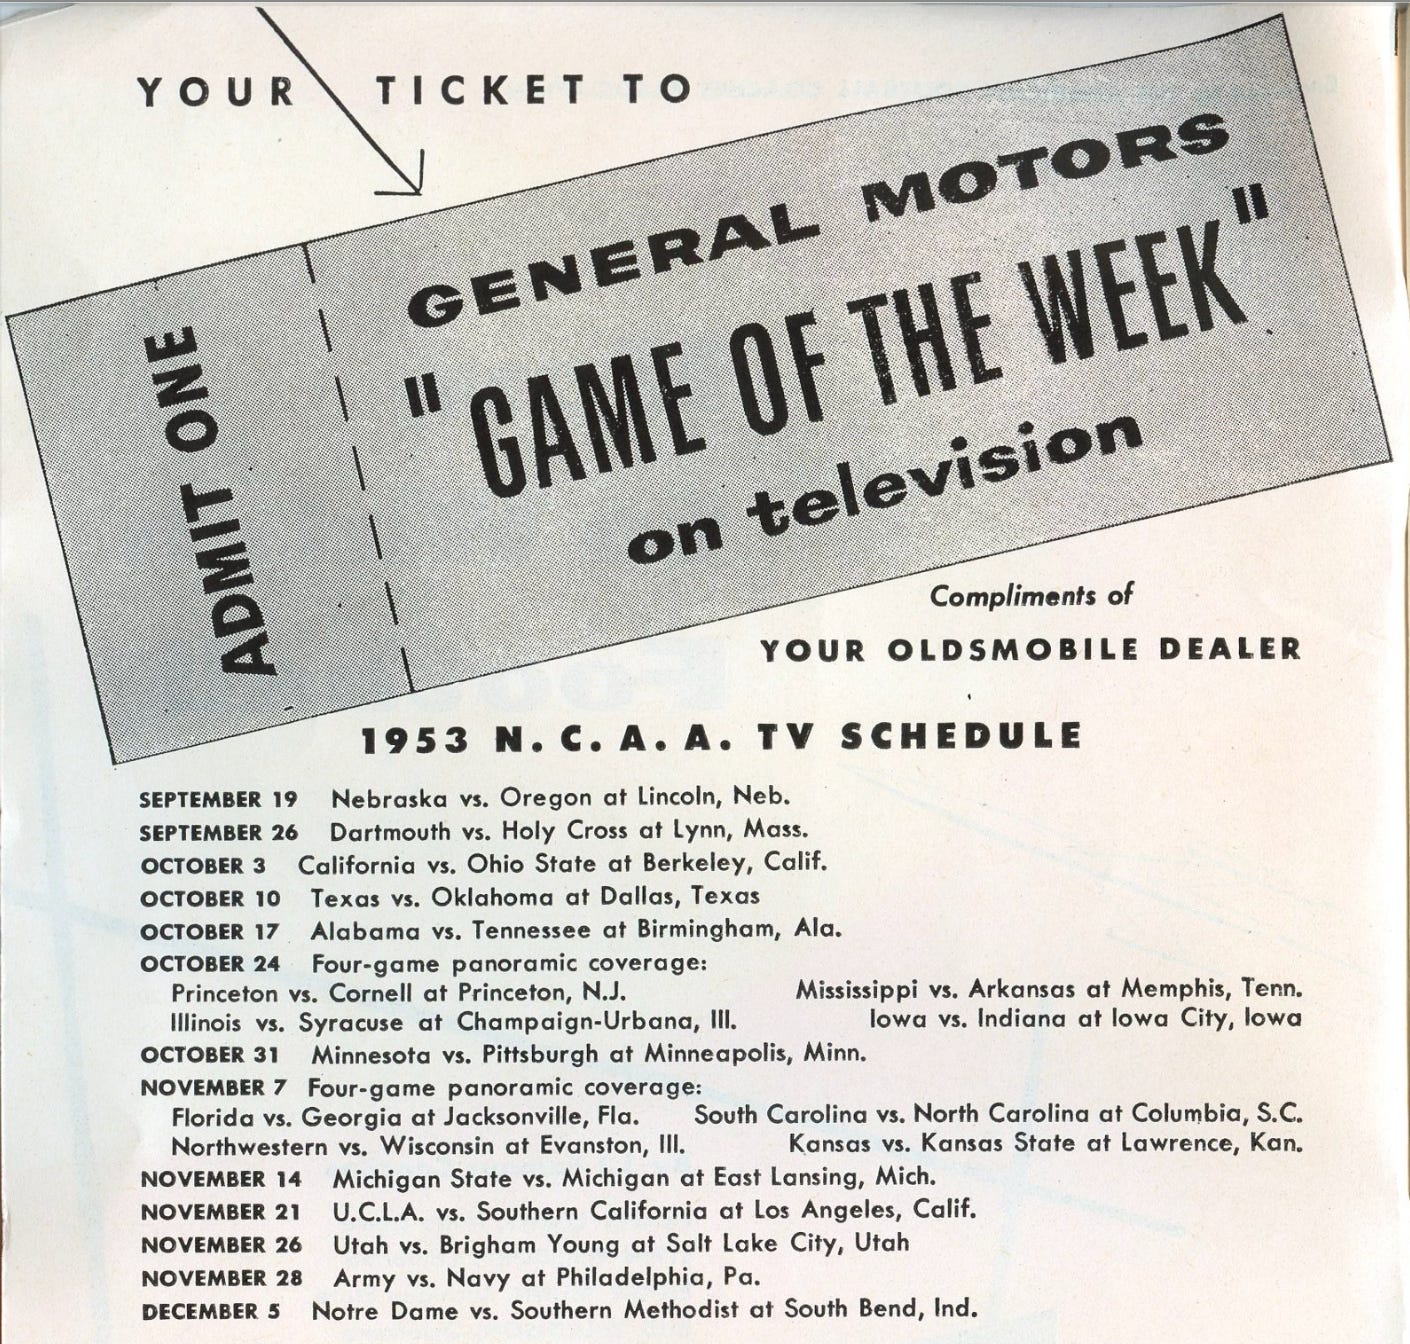 YOUR TICKET TO
ADMIT ONE
GENERAL MOTORS
"GAME OF THE WEEK"
on television
Compliments of
YOUR OLDSMOBILE DEALER
1953 N. C. A. A. TV SCHEDULE
SEPTEMBER 19 Nebraska vs. Oregon at Lincoln, Neb.
SEPTEMBER 26 Dartmouth vs. Holy Cross at Lynn, Mass.
OCTOBER 3 California vs. Ohio State at Berkeley, Calif.
OCTOBER 10 Texas vs. Oklahoma at Dallas, Texas
OCTOBER 17 Alabama vs. Tennessee at Birmingham, Ala.
OCTOBER 24 Four-game panoramic coverage:
Princeton vs. Cornell at Princeton, N.J. Mississippi vs. Arkansas at Memphis, Tenn.
Illinois vs. Syracuse at Champaign-Urbana, Ill. Iowa vs. Indiana at Iowa City, Iowa
OCTOBER 31 Minnesota vs. Pittsburgh at Minneapolis, Minn.
NOVEMBER 7 Four-game panoramic coverage:
Florida vs. Georgia at Jacksonville, Fla. South Carolina vs. North Carolina at Columbia, S.C.
Northwestern vs. Wisconsin at Evanston, Ill. Kansas vs. Kansas State at Lawrence, Kan.
NOVEMBER 14 Michigan State vs. Michigan at East Lansing, Mich.
NOVEMBER 21 U.C.L.A. vs. Southern California at Los Angeles, Calif.
NOVEMBER 26 Utah vs. Brigham Young at Salt Lake City, Utah
NOVEMBER 28 Army vs. Navy at Philadelphia, Pa.
DECEMBER 5 Notre Dame vs. Southern Methodist at South Bend, Ind.